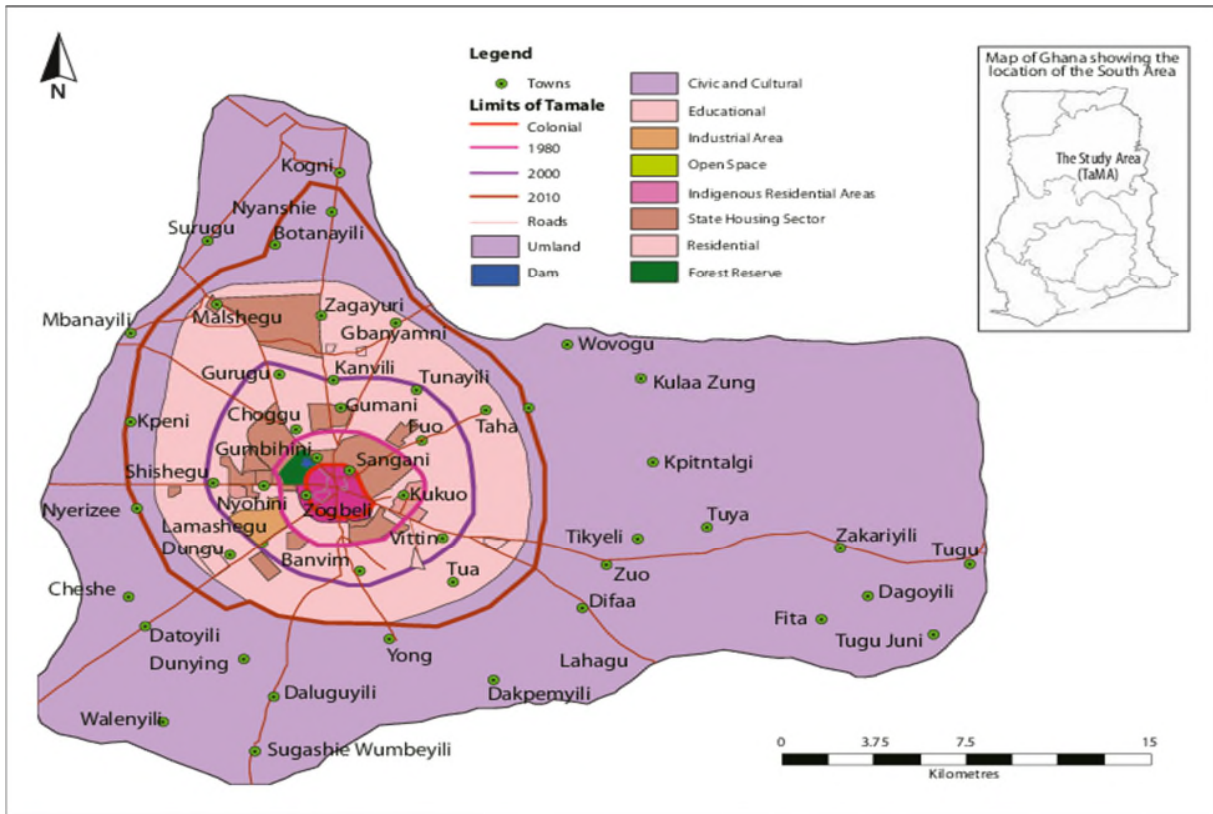 N
Legend
Towns
Limits of Tamale
Colonial
1980
2000
2010
Roads
Umland
Dam
Civic and Cultural
Educational
Industrial Area
Open Space
Indigenous Residential Areas
State Housing Sector
Residential
Forest Reserve
Map of Ghana showing the
location of the South Area
The Study Area
(TaMA)
Kogni
Nyanshie
Surugu
Botanayili
Mbanayili
Malshegu
Zagayuri
Gbanyamni
Wovogu
Gurugu
Kanvili
Tunayili
Kulaa Zung
Kpeni
Choggu
Gumani
Fuo
Taha
Gumbihini
Sangani
Kpitntalgi
Shishegu
Nyohini
Zogbeli
Kukuo
Nyerizee
Lamashegu
Dungu
Banvim
Vittin
Tikyeli
Tuya
Zakariyili
Tugu
Zuo
Tua
Cheshe
Difaa
Dagoyili
Fita
Tugu Juni
Datoyili
Dunying
Yong
Lahagu
Daluguyili
Dakpemyili
Walenyili
Sugashie Wumbeyili
0 3.75 7.5 15
Kilometres